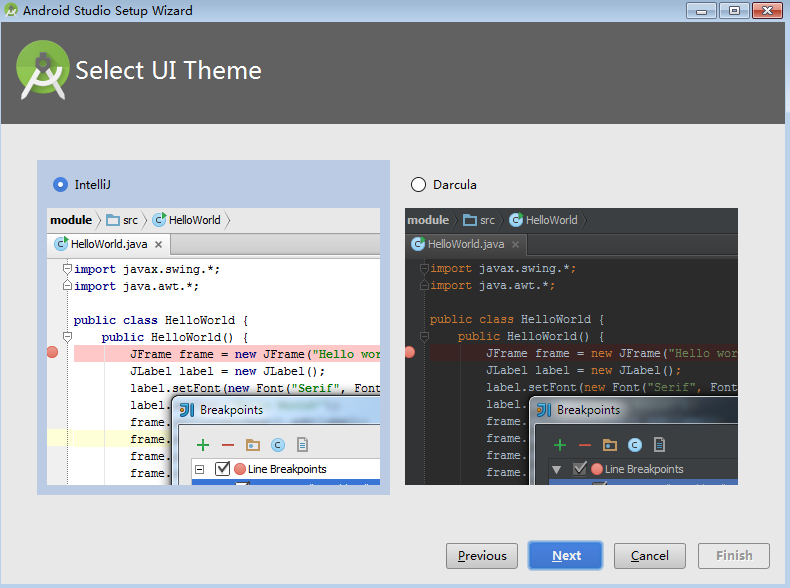 Android Studio Setup Wizard
Select UI Theme
IntelliJ
module src HelloWorld
HelloWorld.java
import javax.swing.*;
import java.awt.*;
public class HelloWorld {
public HelloWorld() {
JFrame frame = new JFrame("Hello wor
JLabel label = new JLabel();
label.setFont(new Font("Serif", Font
label.
frame.
frame.
frame.
frame.
Breakpoints
Line Breakpoints
Darcula
module src HelloWorld
HelloWorld.java
import javax.swing.*;
import java.awt.*;
public class HelloWorld {
public HelloWorld() {
JFrame frame = new JFrame("Hello wor
JLabel label = new JLabel();
label.setFont(new Font("Serif", Font
label.
frame.
frame.
frame.
frame.
Breakpoints
Line Breakpoints
Previous Next Cancel Finish